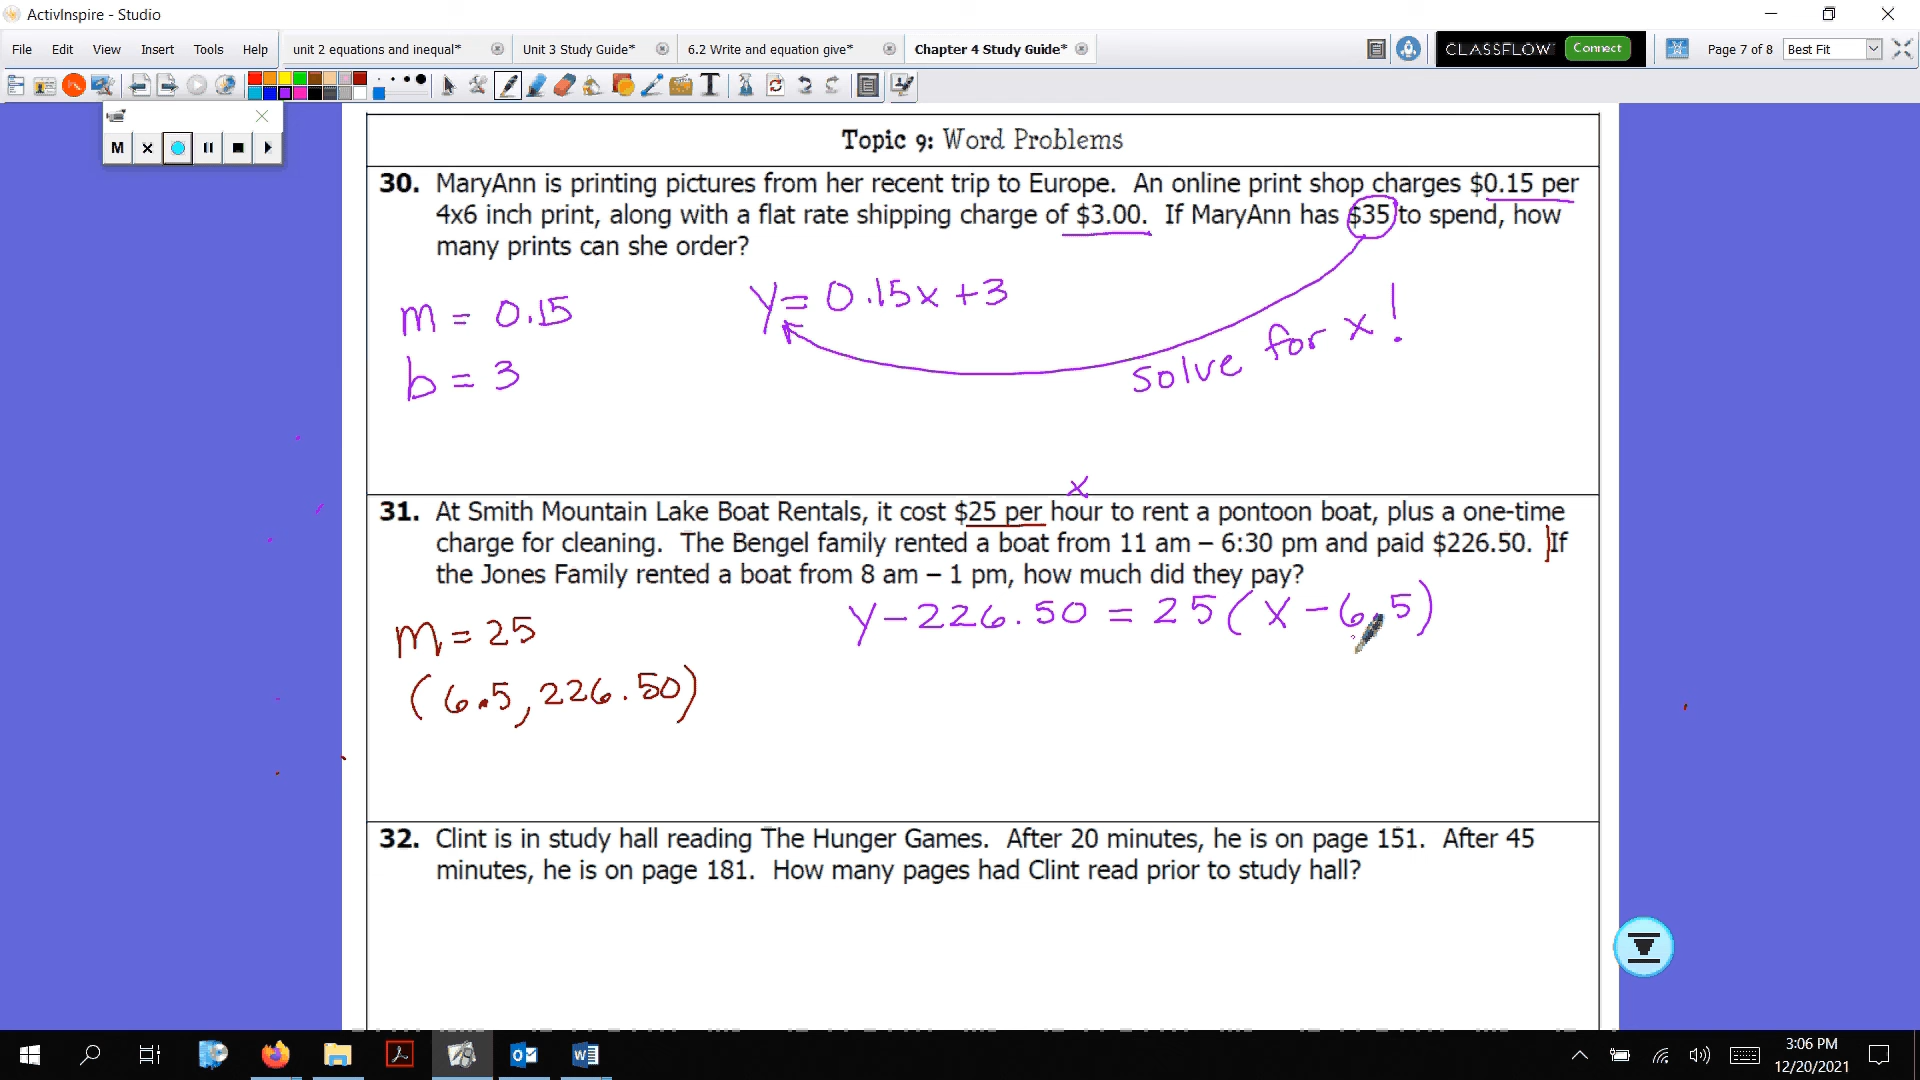 ActivInspire - Studio
File Edit View Insert Tools Help
unit 2 equations and inequal* Unit 3 Study Guide* 6.2 Write and equation give* Chapter 4 Study Guide*
CLASSFLOW Connect
Page 7 of 8 Best Fit
M
Topic 9: Word Problems
30. MaryAnn is printing pictures from her recent trip to Europe. An online print shop charges $0.15 per
4x6 inch print, along with a flat rate shipping charge of $3.00. If MaryAnn has $35 to spend, how
many prints can she order?
m = 0.15
y = 0.15x + 3
b = 3
solve for x!
x
31. At Smith Mountain Lake Boat Rentals, it cost $25 per hour to rent a pontoon boat, plus a one-time
charge for cleaning. The Bengel family rented a boat from 11 am – 6:30 pm and paid $226.50. If
the Jones Family rented a boat from 8 am – 1 pm, how much did they pay?
y - 226.50 = 25(x - 6.5)
m = 25
(6.5, 226.50)
32. Clint is in study hall reading The Hunger Games. After 20 minutes, he is on page 151. After 45
minutes, he is on page 181. How many pages had Clint read prior to study hall?
3:06 PM
12/20/2021